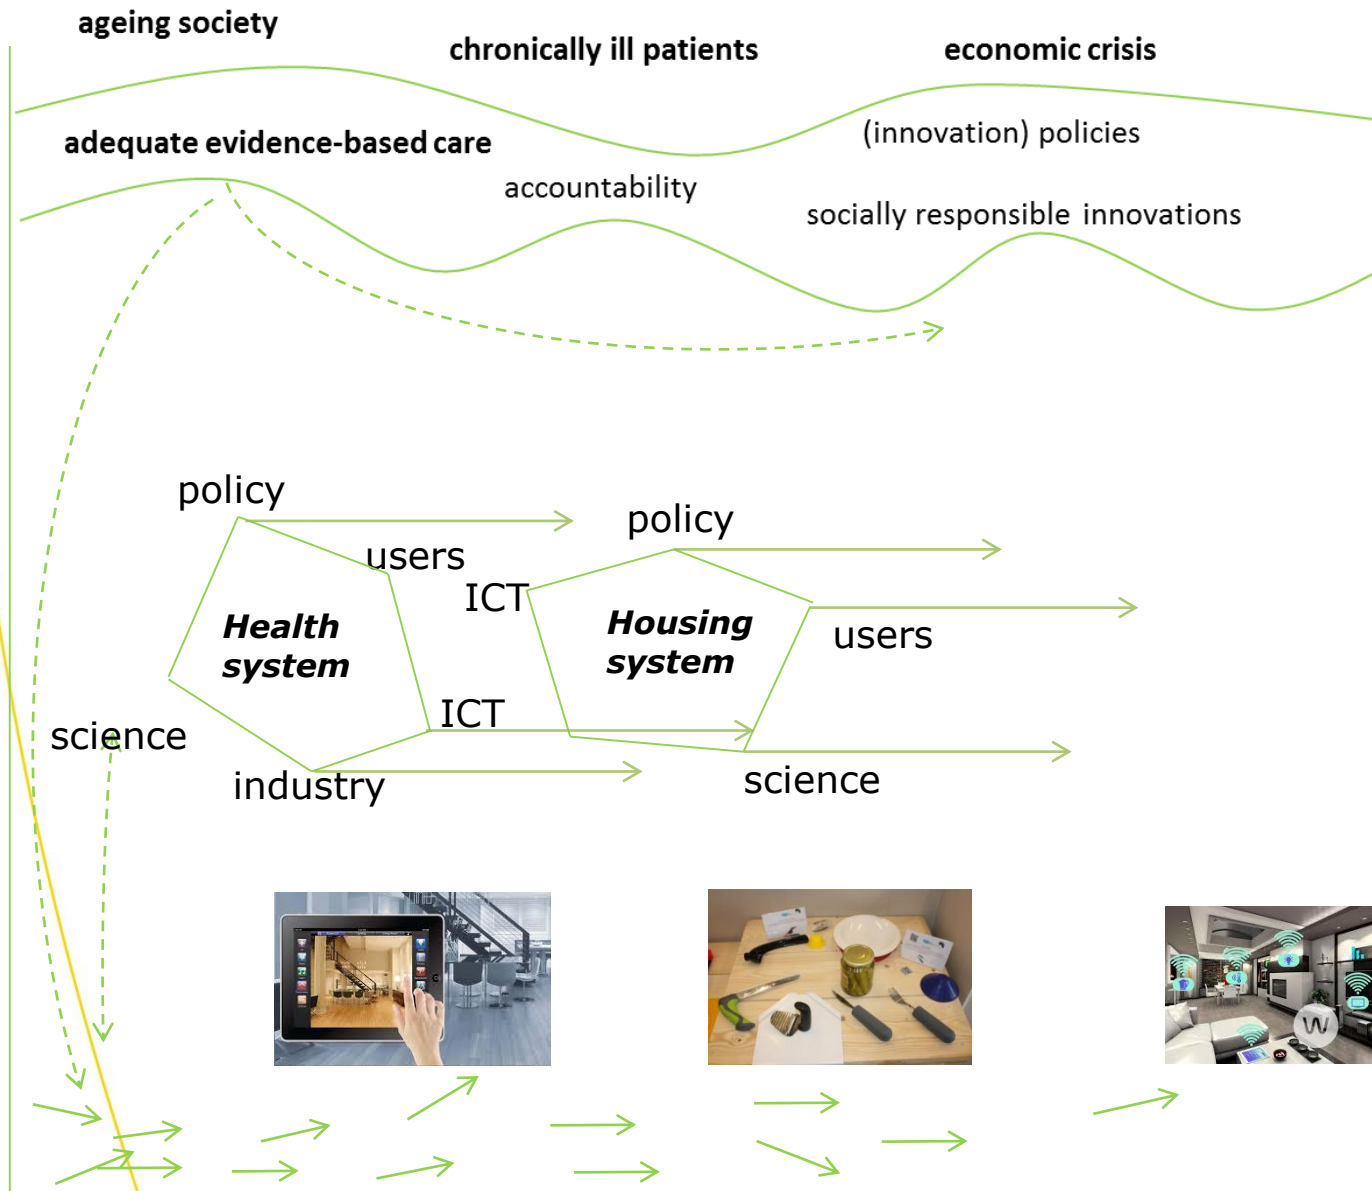 ageing society
chronically ill patients
economic crisis
(innovation) policies
adequate evidence-based care
accountability
socially responsible innovations
policy
policy
users
ICT
Health
system
Housing
system
users
ICT
science
industry
science
W